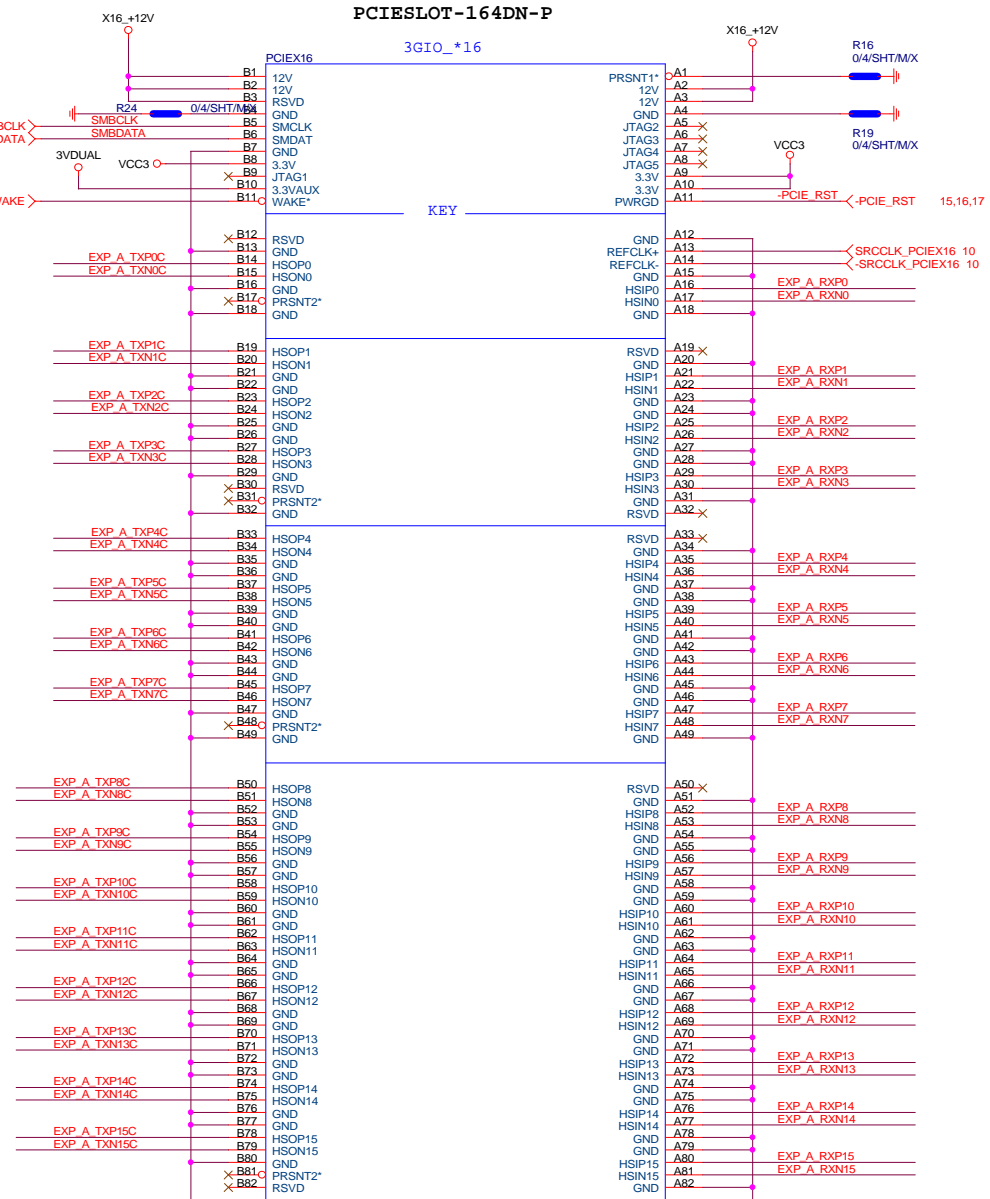 PCIESLOT-164DN-P
X16_+12V
X16_+12V
3GIO_*16
PCIEX16
R16
0/4/SHT/M/X
B1 12V PRSNT1* A1
B2 12V 12V A2
B3 RSVD 12V A3
R24 0/4/SHT/M/X B4 GND GND A4
SMBCLK B5 SMCLK JTAG2 A5
SMBDATA B6 SMDAT JTAG3 A6
R19
0/4/SHT/M/X
B7 GND JTAG4 A7
3VDUAL VCC3 B8 3.3V JTAG5 A8 VCC3
B9 JTAG1 3.3V A9
B10 3.3VAUX 3.3V A10
WAKE B11 WAKE* PWRGD A11 -PCIE_RST -PCIE_RST 15,16,17
KEY
B12 RSVD GND A12
B13 GND REFCLK+ A13 SRCCLK_PCIEX16 10
EXP_A_TXP0C B14 HSOP0 REFCLK- A14 -SRCCLK_PCIEX16 10
EXP_A_TXN0C B15 HSON0 GND A15
B16 GND HSIP0 A16 EXP_A_RXP0
B17 PRSNT2* HSIN0 A17 EXP_A_RXN0
B18 GND GND A18
EXP_A_TXP1C B19 HSOP1 RSVD A19
EXP_A_TXN1C B20 HSON1 GND A20
B21 GND HSIP1 A21 EXP_A_RXP1
B22 GND HSIN1 A22 EXP_A_RXN1
EXP_A_TXP2C B23 HSOP2 GND A23
EXP_A_TXN2C B24 HSON2 GND A24
B25 GND HSIP2 A25 EXP_A_RXP2
B26 GND HSIN2 A26 EXP_A_RXN2
EXP_A_TXP3C B27 HSOP3 GND A27
EXP_A_TXN3C B28 HSON3 GND A28
B29 GND HSIP3 A29 EXP_A_RXP3
B30 RSVD HSIN3 A30 EXP_A_RXN3
B31 PRSNT2* GND A31
B32 GND RSVD A32
EXP_A_TXP4C B33 HSOP4 RSVD A33
EXP_A_TXN4C B34 HSON4 GND A34
B35 GND HSIP4 A35 EXP_A_RXP4
B36 GND HSIN4 A36 EXP_A_RXN4
EXP_A_TXP5C B37 HSOP5 GND A37
EXP_A_TXN5C B38 HSON5 GND A38
B39 GND HSIP5 A39 EXP_A_RXP5
B40 GND HSIN5 A40 EXP_A_RXN5
EXP_A_TXP6C B41 HSOP6 GND A41
EXP_A_TXN6C B42 HSON6 GND A42
B43 GND HSIP6 A43 EXP_A_RXP6
B44 GND HSIN6 A44 EXP_A_RXN6
EXP_A_TXP7C B45 HSOP7 GND A45
EXP_A_TXN7C B46 HSON7 GND A46
B47 GND HSIP7 A47 EXP_A_RXP7
B48 PRSNT2* HSIN7 A48 EXP_A_RXN7
B49 GND GND A49
EXP_A_TXP8C B50 HSOP8 RSVD A50
EXP_A_TXN8C B51 HSON8 GND A51
B52 GND HSIP8 A52 EXP_A_RXP8
B53 GND HSIN8 A53 EXP_A_RXN8
EXP_A_TXP9C B54 HSOP9 GND A54
EXP_A_TXN9C B55 HSON9 GND A55
B56 GND HSIP9 A56 EXP_A_RXP9
B57 GND HSIN9 A57 EXP_A_RXN9
EXP_A_TXP10C B58 HSOP10 GND A58
EXP_A_TXN10C B59 HSON10 GND A59
B60 GND HSIP10 A60 EXP_A_RXP10
B61 GND HSIN10 A61 EXP_A_RXN10
EXP_A_TXP11C B62 HSOP11 GND A62
EXP_A_TXN11C B63 HSON11 GND A63
B64 GND HSIP11 A64 EXP_A_RXP11
B65 GND HSIN11 A65 EXP_A_RXN11
EXP_A_TXP12C B66 HSOP12 GND A66
EXP_A_TXN12C B67 HSON12 GND A67
B68 GND HSIP12 A68 EXP_A_RXP12
B69 GND HSIN12 A69 EXP_A_RXN12
EXP_A_TXP13C B70 HSOP13 GND A70
EXP_A_TXN13C B71 HSON13 GND A71
B72 GND HSIP13 A72 EXP_A_RXP13
B73 GND HSIN13 A73 EXP_A_RXN13
EXP_A_TXP14C B74 HSOP14 GND A74
EXP_A_TXN14C B75 HSON14 GND A75
B76 GND HSIP14 A76 EXP_A_RXP14
B77 GND HSIN14 A77 EXP_A_RXN14
EXP_A_TXP15C B78 HSOP15 GND A78
EXP_A_TXN15C B79 HSON15 GND A79
B80 GND HSIP15 A80 EXP_A_RXP15
B81 PRSNT2* HSIN15 A81 EXP_A_RXN15
B82 RSVD GND A82